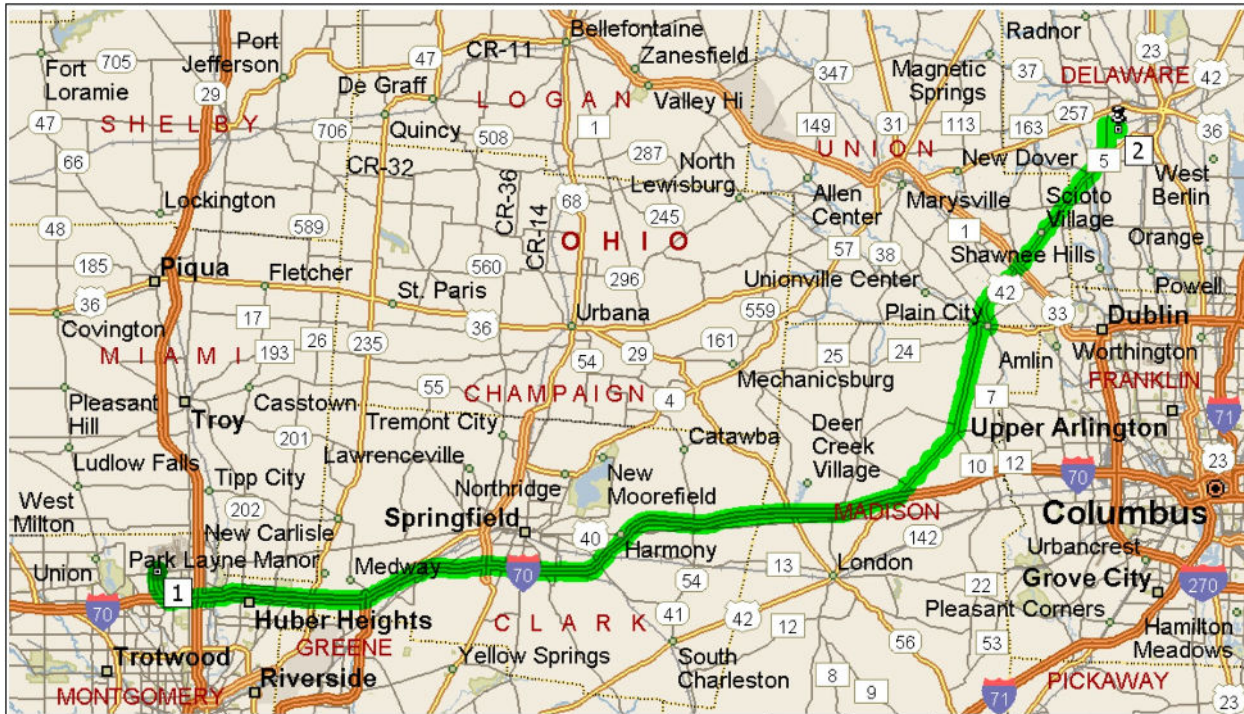 Bellefontaine
Radnor
Port
Jefferson
CR-11
Zanesfield
23
Fort
Loramie
705
47
347
Magnetic
Springs
37
DELAWARE
42
29
De Graff
LOGAN
Valley Hi
257
47
SHELBY
706
Quincy
508
1
149
31
113
163
36
2
66
CR-32
287
UNION
New Dover
5
North
Lewisburg
Allen
Center
Marysville
Scioto
Village
West
Berlin
Lockington
CR-36
68
245
48
589
CR-14
OHIO
57
1
Orange
185
Piqua
Fletcher
560
296
Unionville Center
38
Shawnee Hills
36
St. Paris
42
Powell
Covington
17
36
Urbana
559
Plain City
33
Dublin
MIAMI
193
26
235
54
29
161
25
24
Amlin
Worthington
Pleasant
Hill
Casstown
55
CHAMPAIGN
4
Mechanicsburg
7
FRANKLIN
Troy
201
Tremont City
Catawba
Deer
Creek
Village
Upper Arlington
71
Ludlow Falls
Lawrenceville
New
Moorefield
10
12
70
23
West
Milton
Tipp City
202
Northridge
New Carlisle
Springfield
MADISON
Columbus
Union
Park Layne Manor
Medway
40
Harmony
142
Urbancrest
70
1
70
54
13
London
22
Grove City
270
Huber Heights
CLARK
41
42
12
Pleasant Corners
GREENE
56
53
Hamilton
Meadows
Trotwood
Yellow Springs
South
Charleston
8
MONTGOMERY
Riverside
9
71
PICKAWAY
23